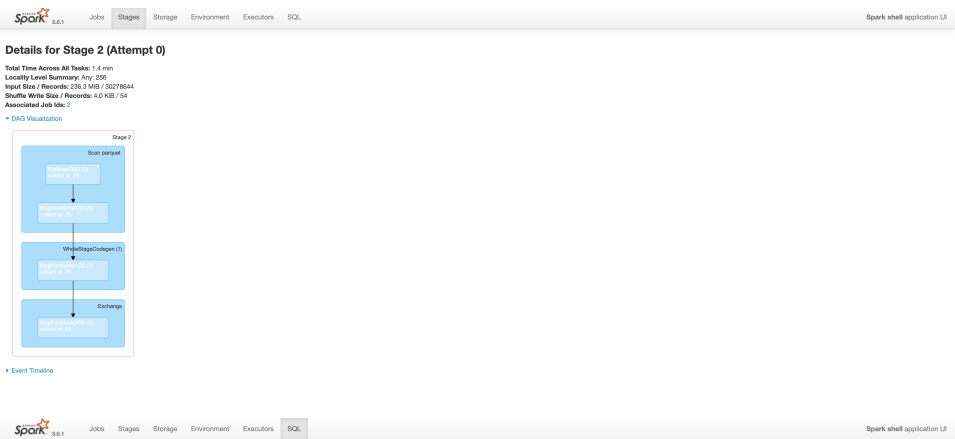 APACHE
Spark 3.0.1 Jobs Stages Storage Environment Executors SQL Spark shell application UI
Details for Stage 2 (Attempt 0)
Total Time Across All Tasks: 1.4 min
Locality Level Summary: Any: 256
Input Size / Records: 236.3 MiB / 30278644
Shuffle Write Size / Records: 4.0 KiB / 54
Associated Job Ids: 2
DAG Visualization
Stage 2
Scan parquet
WholeStageCodegen (1)
Exchange
Event Timeline
APACHE
Spark 3.0.1 Jobs Stages Storage Environment Executors SQL Spark shell application UI